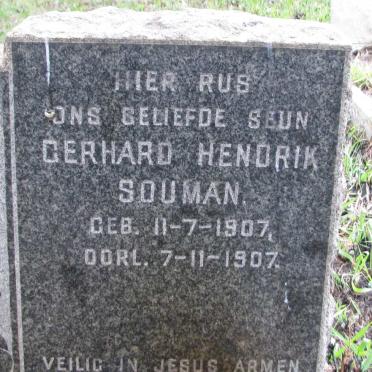 HIER RUS
ONS GELIEFDE SEUN
GERHARD HENDRIK
SOUMAN.
GEB. 11-7-1907,
OORL. 7-11-1907.
VEILIG IN JESUS ARMEN